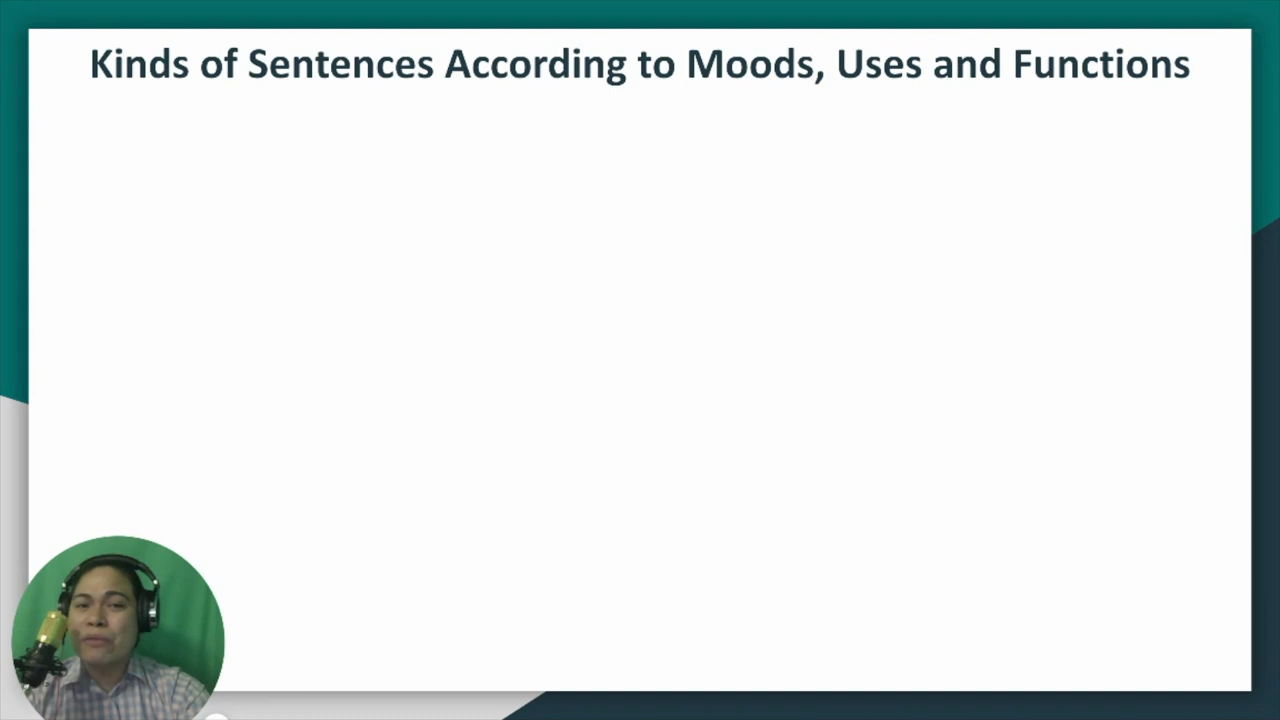 Kinds of Sentences According to Moods, Uses and Functions